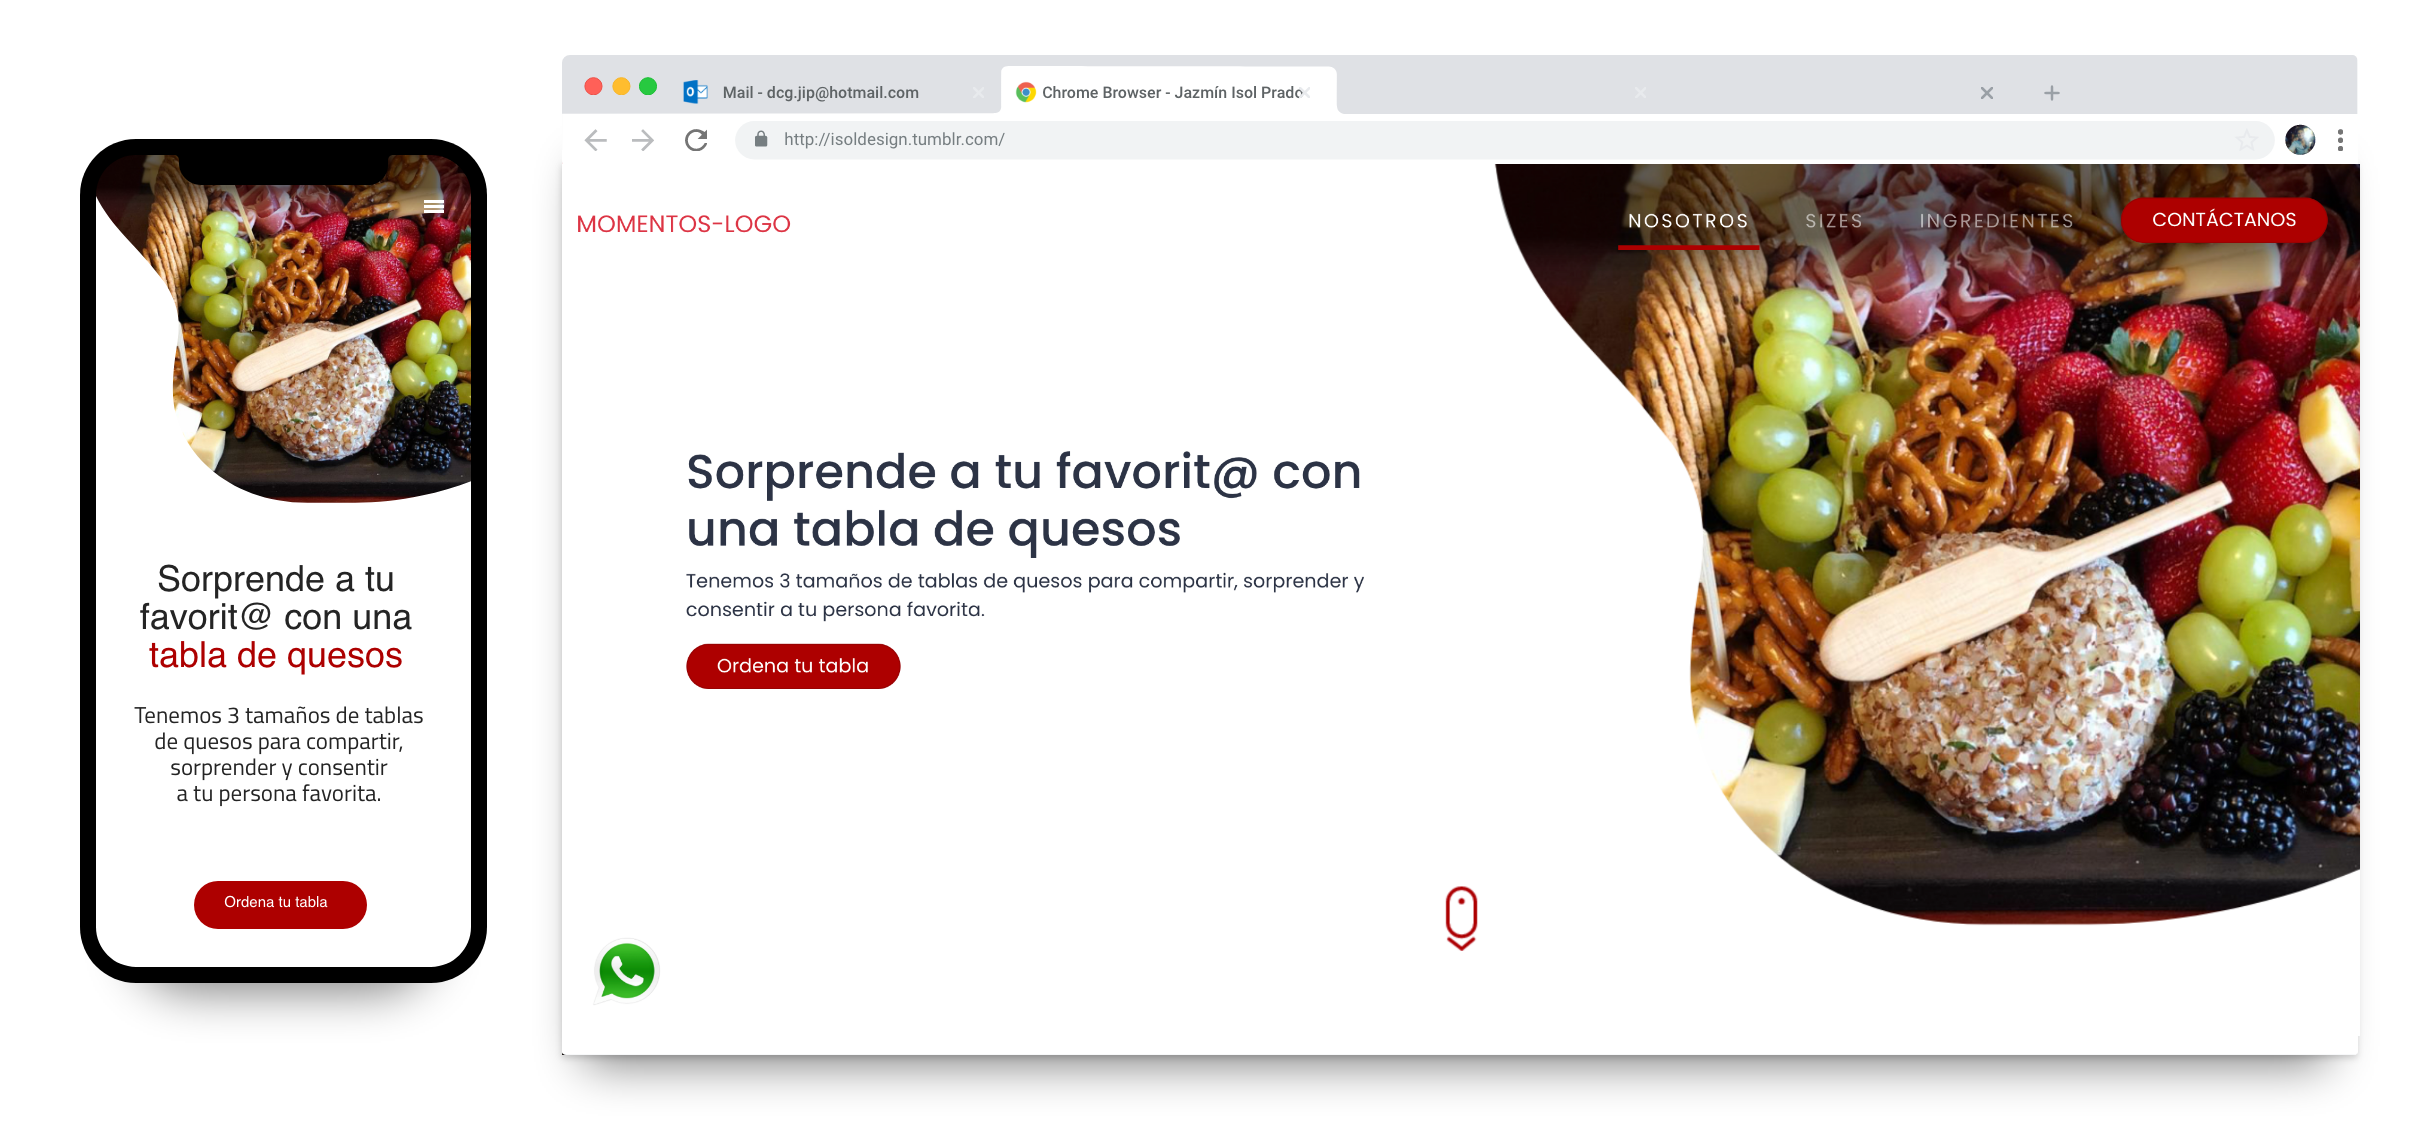 Sorprende a tu
favorit@ con una
tabla de quesos
Tenemos 3 tamaños de tablas
de quesos para compartir,
sorprender y consentir
a tu persona favorita.
Ordena tu tabla
Mail - dcg.jip@hotmail.com
Chrome Browser - Jazmín Isol Prado
http://isoldesign.tumblr.com/
MOMENTOS-LOGO
NOSOTROS
SIZES
INGREDIENTES
CONTÁCTANOS
Sorprende a tu favorit@ con
una tabla de quesos
Tenemos 3 tamaños de tablas de quesos para compartir, sorprender y
consentir a tu persona favorita.
Ordena tu tabla